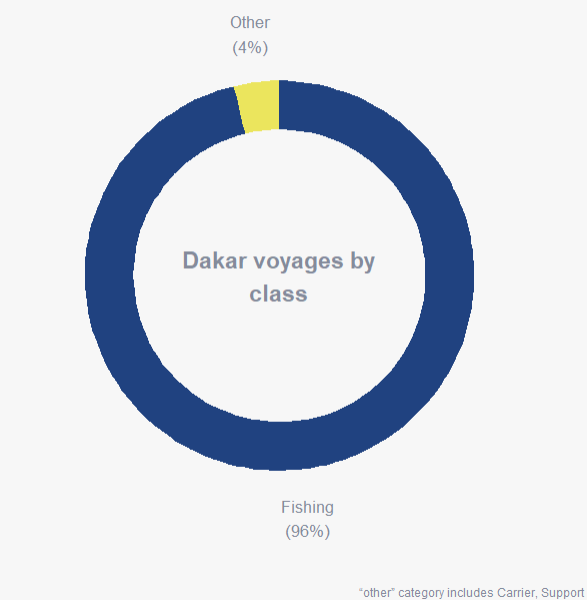 Other
(4%)
Dakar voyages by
class
Fishing
(96%)
“other” category includes Carrier, Support